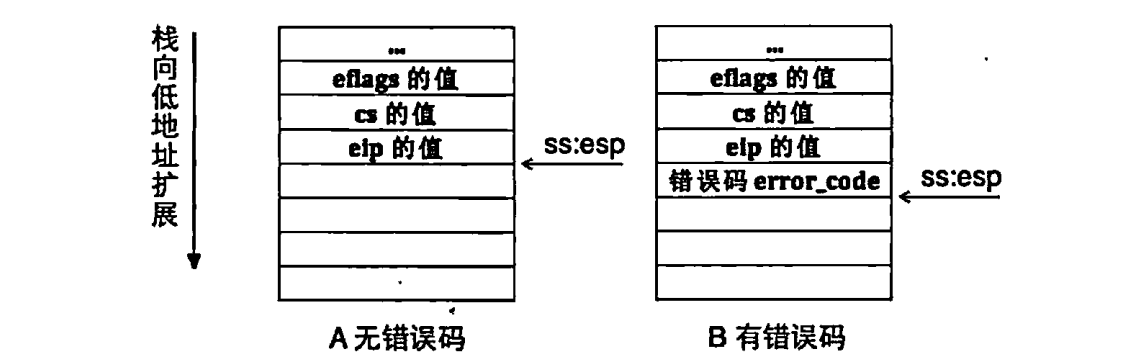 栈向低地址扩展
...
eflags 的值
cs 的值
eip 的值
ss:esp
A 无错误码
...
eflags 的值
cs 的值
eip 的值
错误码 error_code
ss:esp
B 有错误码